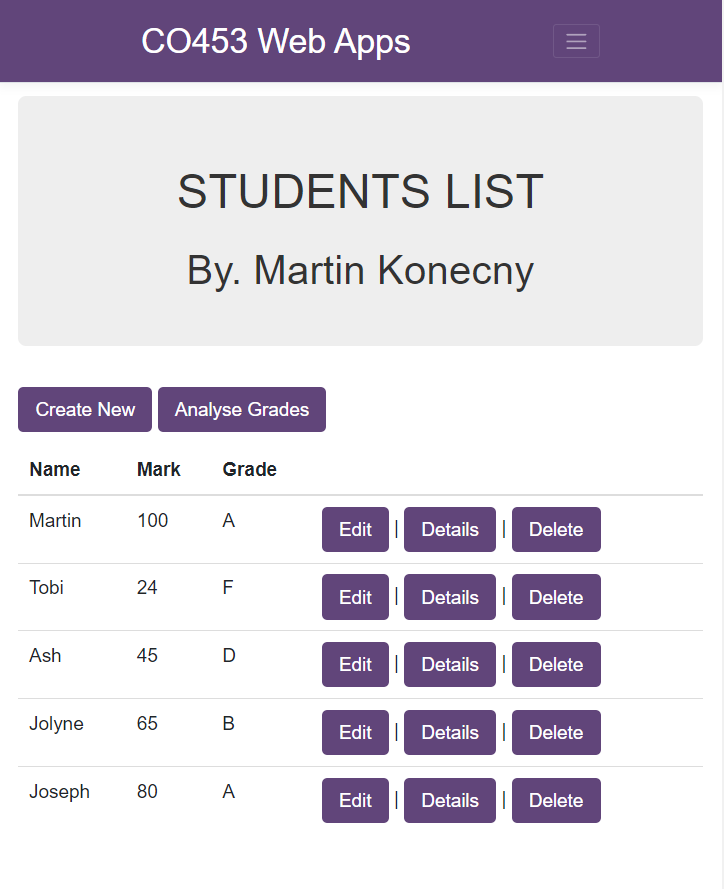 CO453 Web Apps
STUDENTS LIST
By. Martin Konecny
Create New Analyse Grades
Name Mark Grade
Martin 100 A Edit | Details | Delete
Tobi 24 F Edit | Details | Delete
Ash 45 D Edit | Details | Delete
Jolyne 65 B Edit | Details | Delete
Joseph 80 A Edit | Details | Delete